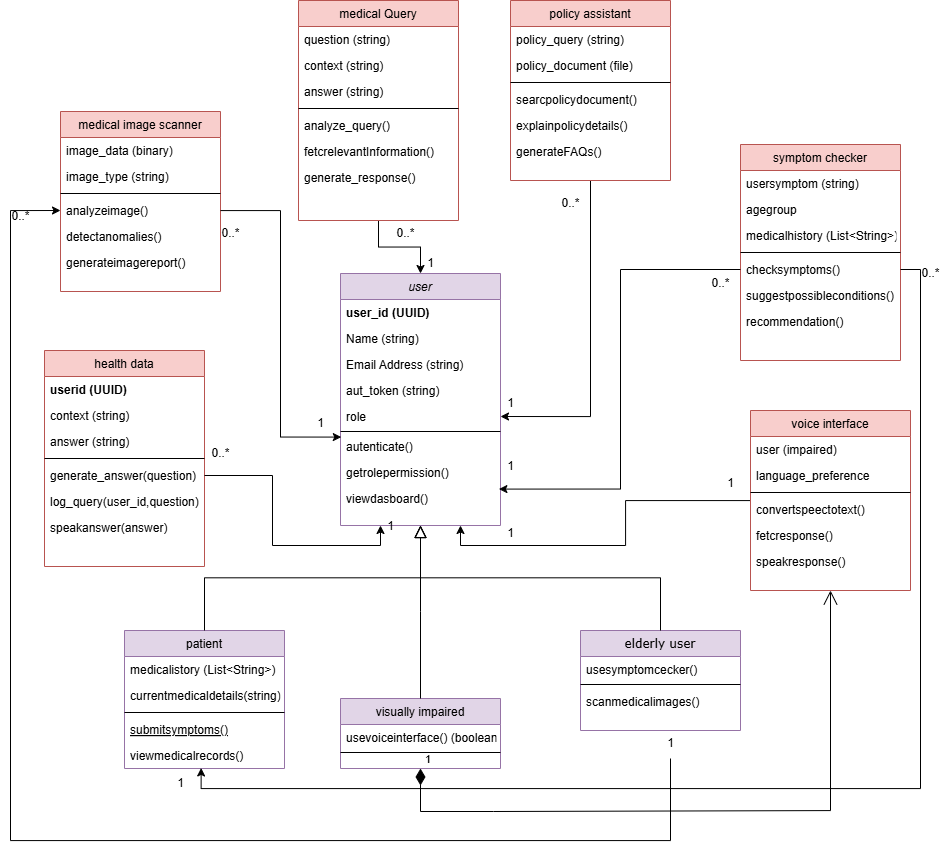 medical Query
question (string)
context (string)
answer (string)
analyze_query()
fetcrelevantInformation()
generate_response()
policy assistant
policy_query (string)
policy_document (file)
searcpolicydocument()
explainpolicydetails()
generateFAQs()
medical image scanner
image_data (binary)
image_type (string)
analyzeimage()
detectanomalies()
generateimagereport()
symptom checker
usersymptom (string)
agegroup
medicalhistory (List<String>)
checksymptoms()
suggestpossibleconditions()
recommendation()
0..*
0..*
0..*
0..*
1
0..*
0..*
user
user_id (UUID)
Name (string)
Email Address (string)
aut_token (string)
role
autenticate()
getrolepermission()
viewdasboard()
health data
userid (UUID)
context (string)
answer (string)
generate_answer(question)
log_query(user_id,question)
speakanswer(answer)
1
1
0..*
1
1
1
1
voice interface
user (impaired)
language_preference
convertspeectotext()
fetcresponse()
speakresponse()
patient
medicalistory (List<String>)
currentmedicaldetails(string)
submitsymptoms()
viewmedicalrecords()
elderly user
usesymptomcecker()
scanmedicalimages()
visually impaired
usevoiceinterface() (boolean
1
1
1